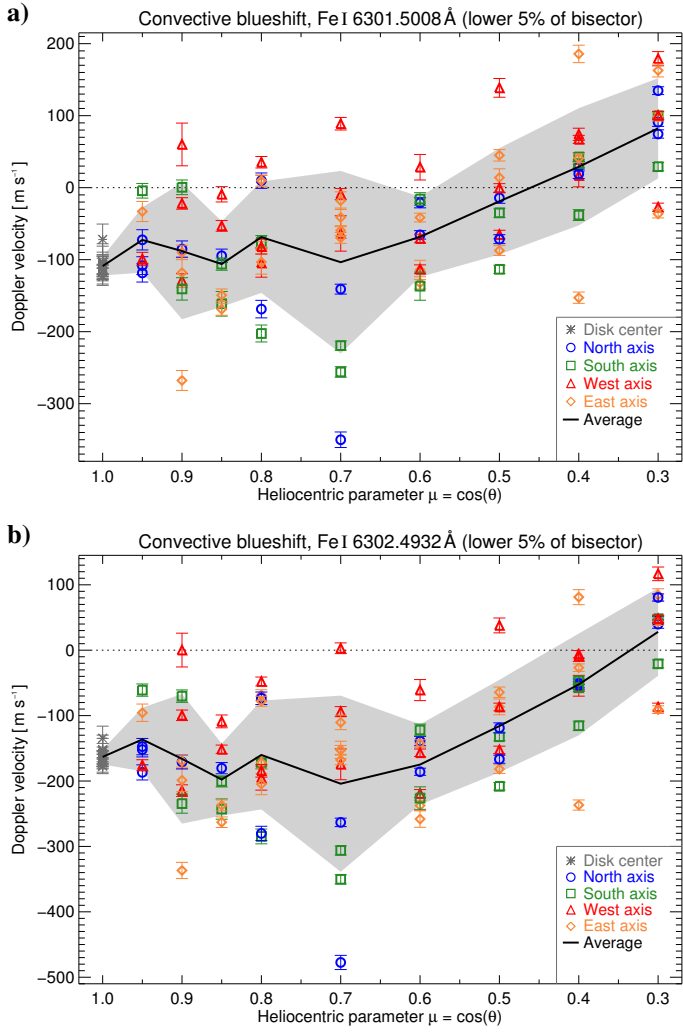 a)
Convective blueshift, Fe I 6301.5008 Å (lower 5% of bisector)
200
100
0
−100
−200
−300
Doppler velocity [m s⁻¹]
Disk center
North axis
South axis
West axis
East axis
Average
1.0 0.9 0.8 0.7 0.6 0.5 0.4 0.3
Heliocentric parameter μ = cos(θ)
b)
Convective blueshift, Fe I 6302.4932 Å (lower 5% of bisector)
100
0
−100
−200
−300
−400
−500
Doppler velocity [m s⁻¹]
Disk center
North axis
South axis
West axis
East axis
Average
1.0 0.9 0.8 0.7 0.6 0.5 0.4 0.3
Heliocentric parameter μ = cos(θ)